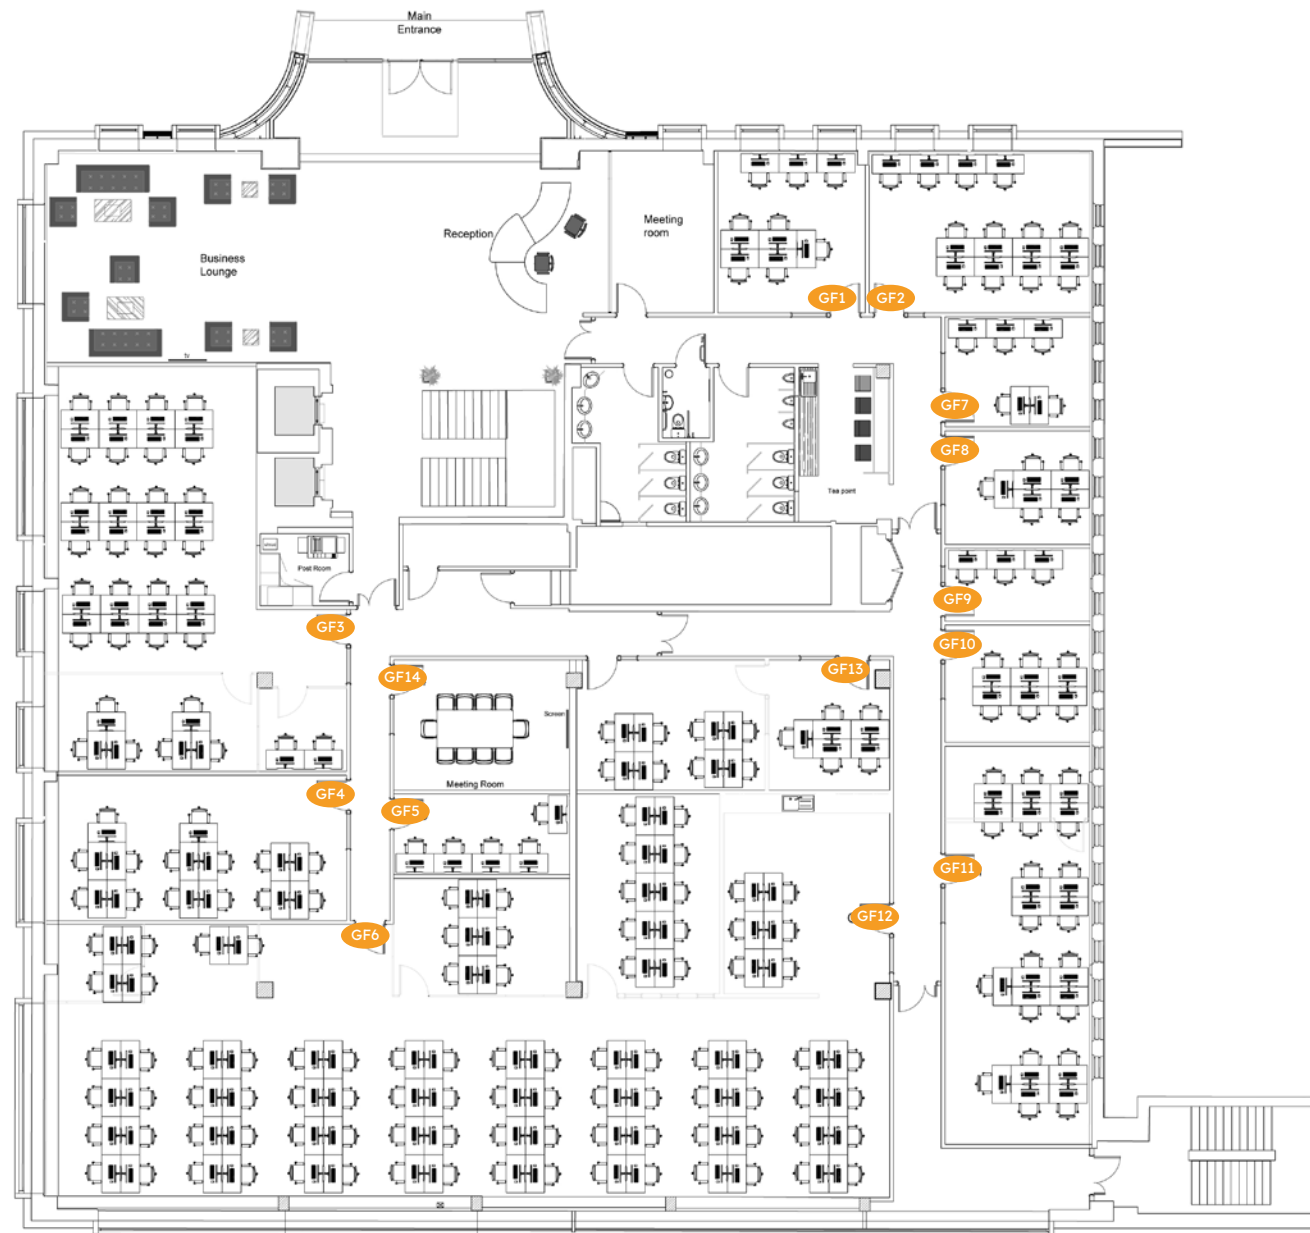 Main
Entrance
Reception
Meeting
room
Business
Lounge
GF1
GF2
tv
GF7
GF8
Tea point
Post Room
GF9
GF3
GF10
GF14
GF13
Screen
Meeting Room
GF4
GF5
GF11
GF12
GF6